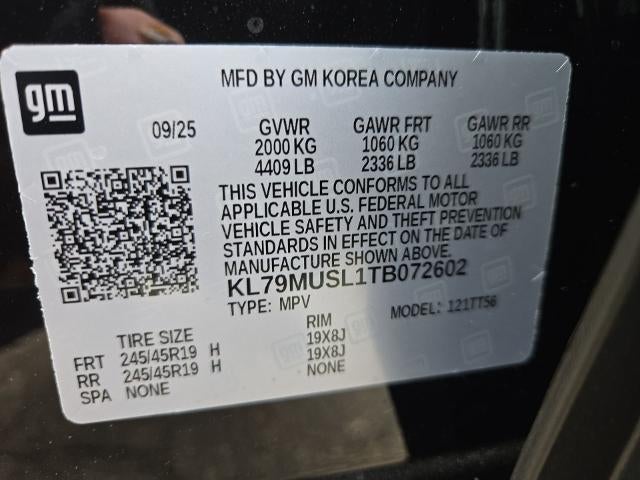 gm
MFD BY GM KOREA COMPANY
09/25 GVWR GAWR FRT GAWR RR
2000 KG 1060 KG 1060 KG
4409 LB 2336 LB 2336 LB
THIS VEHICLE CONFORMS TO ALL
APPLICABLE U.S. FEDERAL MOTOR
VEHICLE SAFETY AND THEFT PREVENTION
STANDARDS IN EFFECT ON THE DATE OF
MANUFACTURE SHOWN ABOVE.
KL79MUSL1TB072602
TYPE: MPV MODEL: 121TT56
TIRE SIZE RIM
FRT 245/45R19 H 19X8J
RR 245/45R19 H 19X8J
SPA NONE NONE